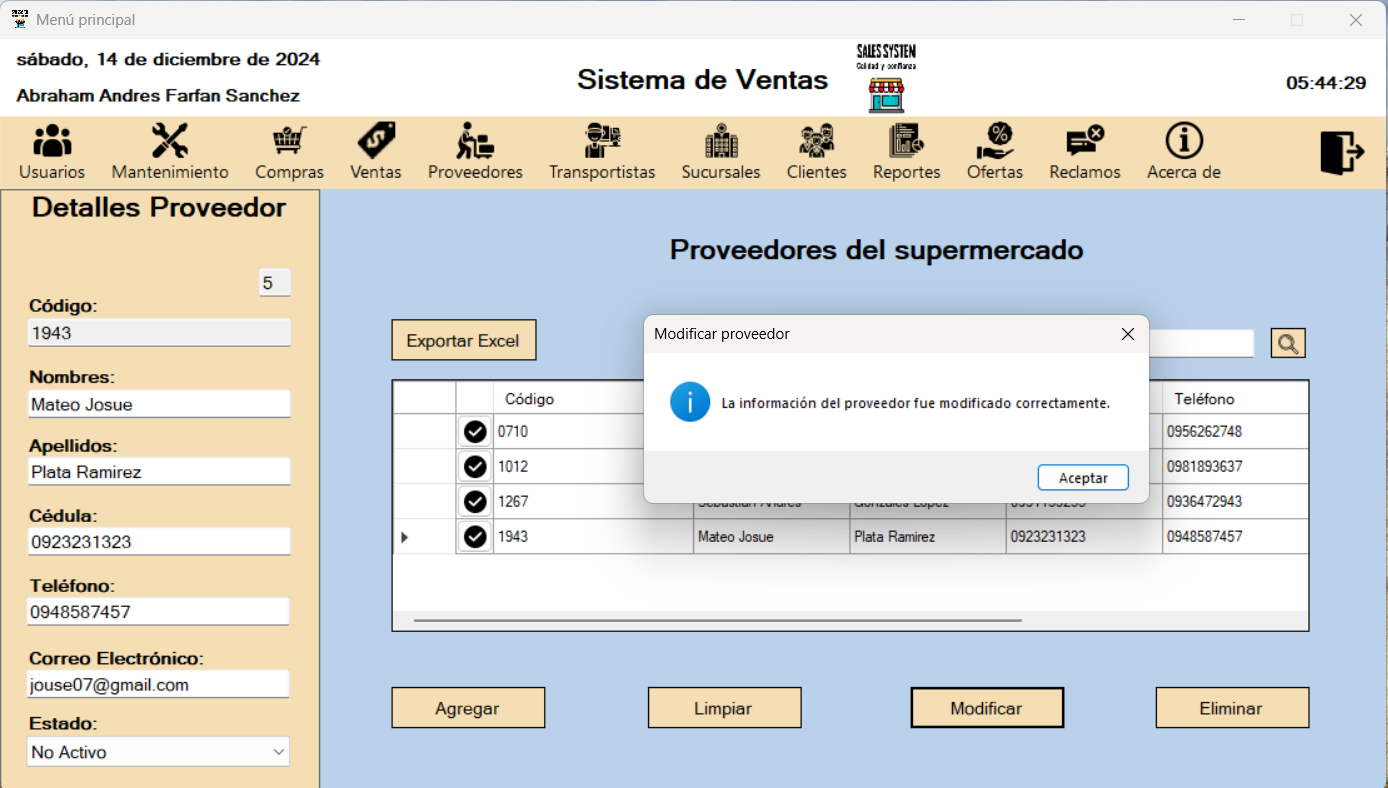 Menú principal
sábado, 14 de diciembre de 2024
Abraham Andres Farfan Sanchez
Sistema de Ventas
SALES SYSTEN
Calidad y confianza
05:44:29
Usuarios
Mantenimiento
Compras
Ventas
Proveedores
Transportistas
Sucursales
Clientes
Reportes
Ofertas
Reclamos
Acerca de
Detalles Proveedor
5
Código:
1943
Nombres:
Mateo Josue
Apellidos:
Plata Ramirez
Cédula:
0923231323
Teléfono:
0948587457
Correo Electrónico:
jouse07@gmail.com
Estado:
No Activo
Proveedores del supermercado
Exportar Excel
Modificar proveedor
La información del proveedor fue modificado correctamente.
Aceptar
Código Teléfono
0710 0956262748
1012 0981893637
1267 Sebastian Andres Gonzales Lopez 0936472943
1943 Mateo Josue Plata Ramirez 0923231323 0948587457
Agregar
Limpiar
Modificar
Eliminar